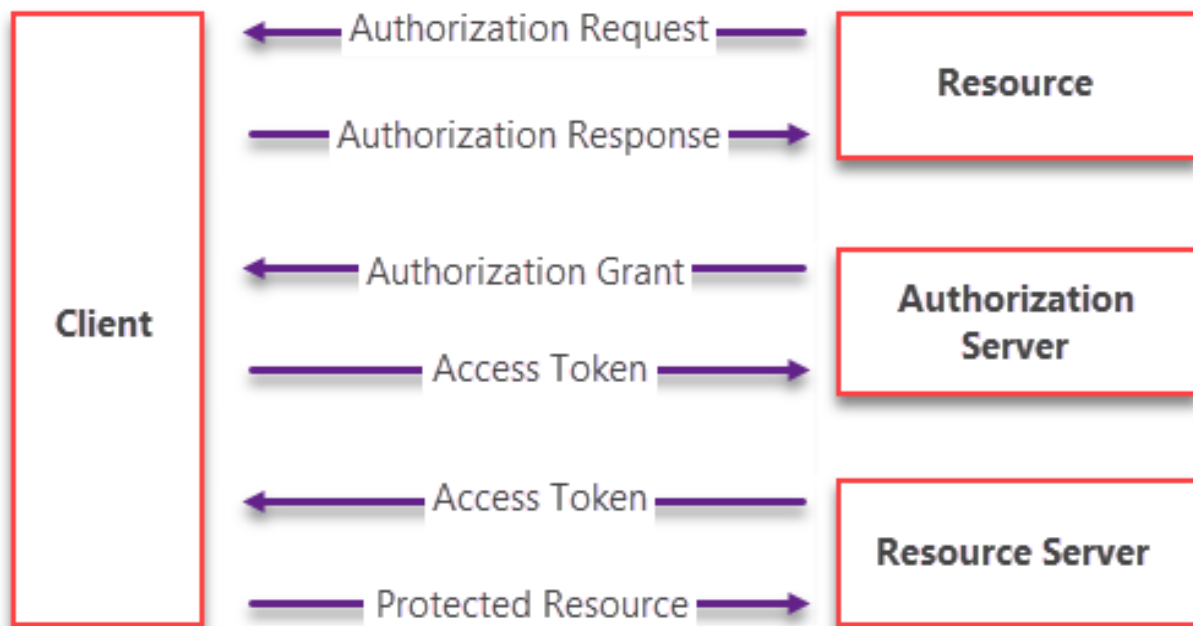 Authorization Request
Resource
Authorization Response
Authorization Grant
Authorization
Server
Client
Access Token
Access Token
Resource Server
Protected Resource